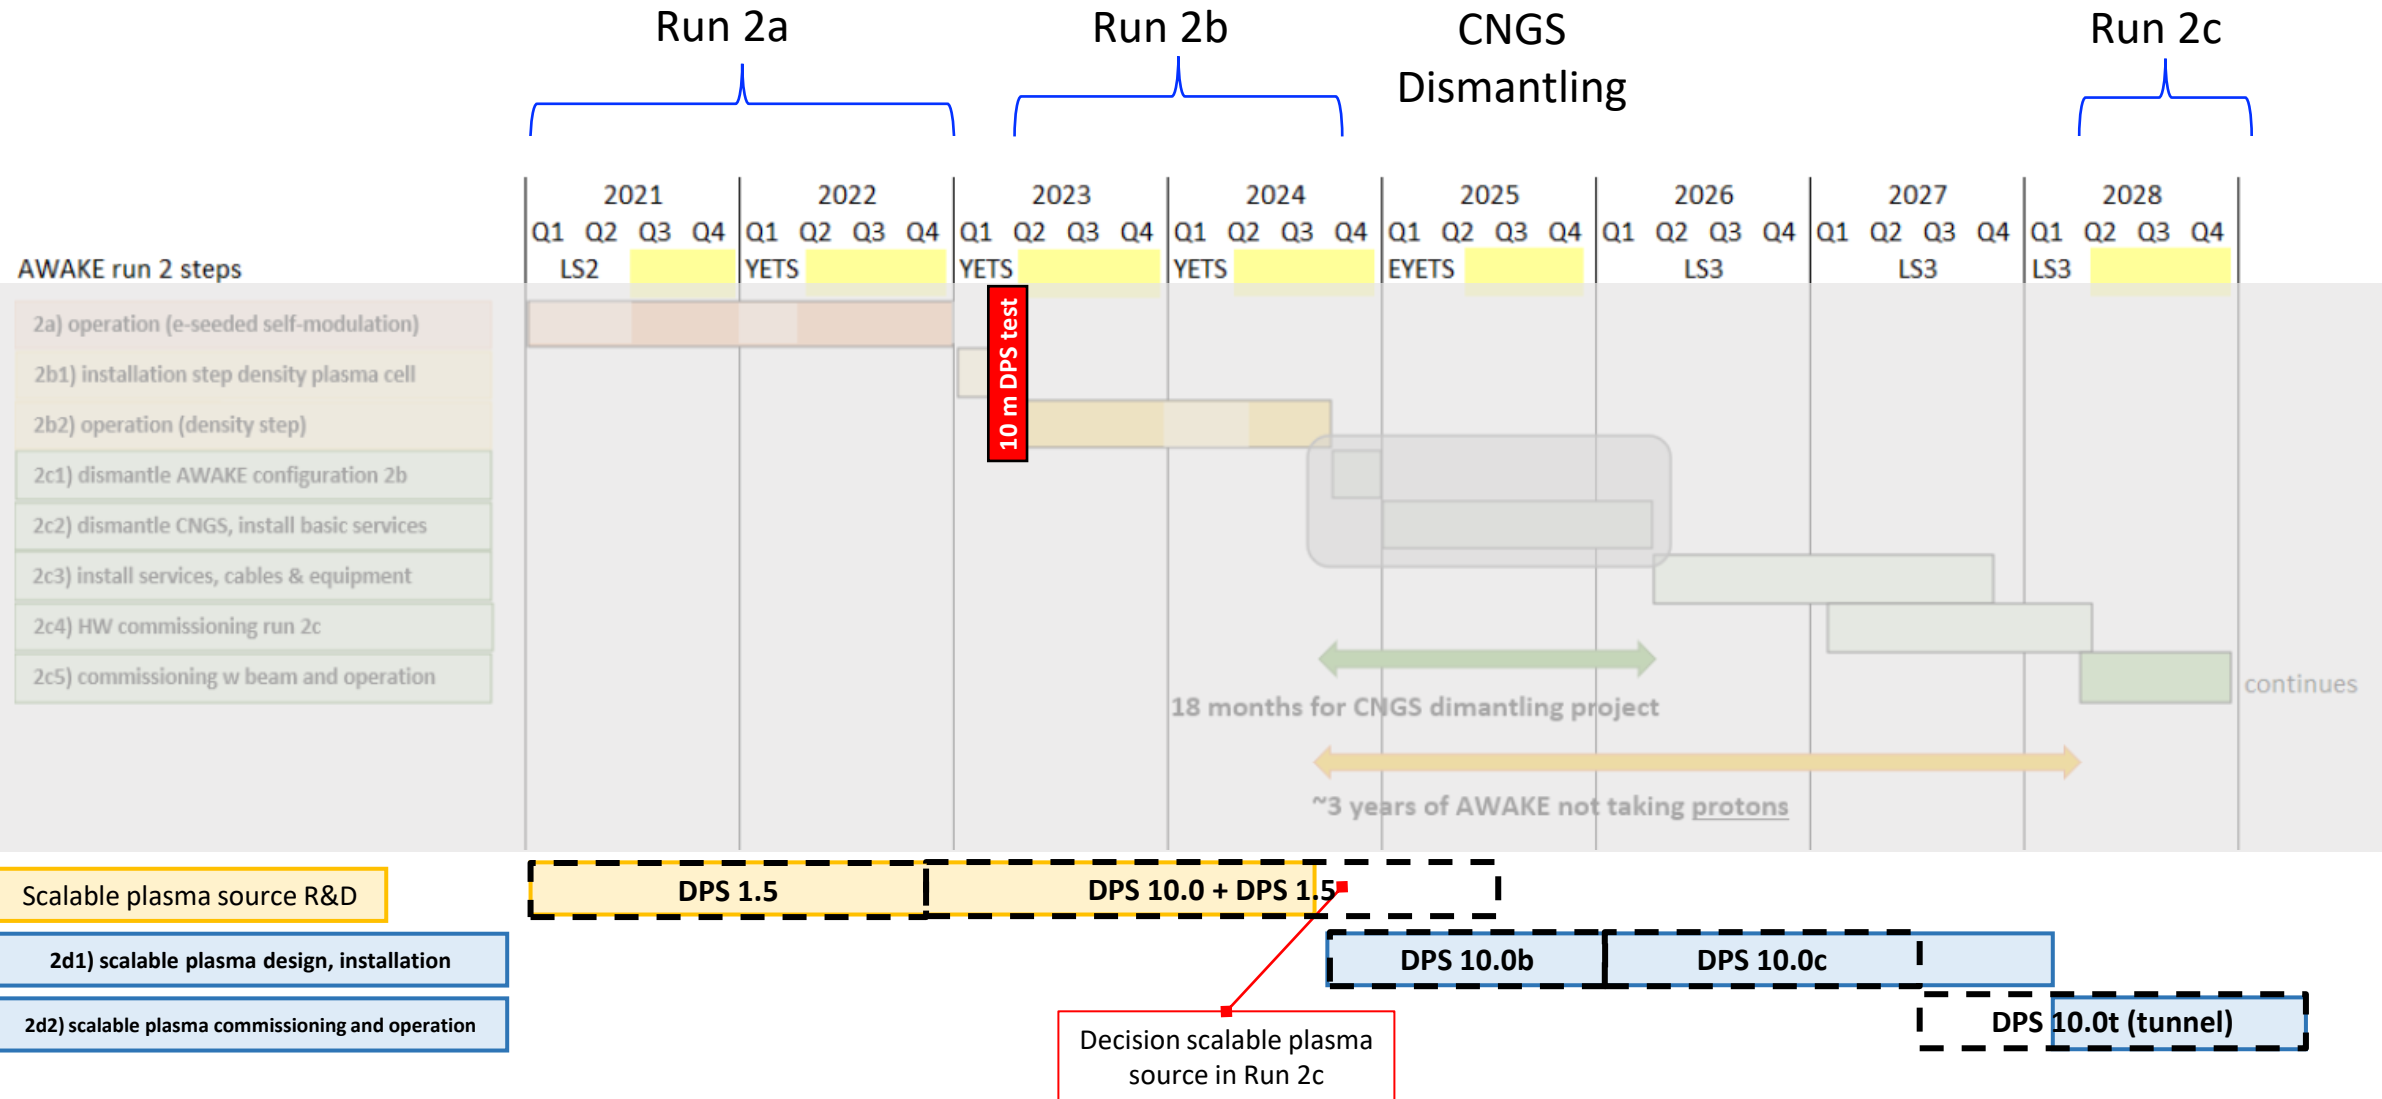 Run 2a
Run 2b
CNGS
Dismantling
Run 2c
2021 2022 2023 2024 2025 2026 2027 2028
Q1 Q2 Q3 Q4 Q1 Q2 Q3 Q4 Q1 Q2 Q3 Q4 Q1 Q2 Q3 Q4 Q1 Q2 Q3 Q4 Q1 Q2 Q3 Q4 Q1 Q2 Q3 Q4 Q1 Q2 Q3 Q4
AWAKE run 2 steps LS2 YETS YETS YETS EYETS LS3 LS3 LS3
10 m DPS test
2a) operation (e-seeded self-modulation)
2b1) installation step density plasma cell
2b2) operation (density step)
2c1) dismantle AWAKE configuration 2b
2c2) dismantle CNGS, install basic services
2c3) install services, cables & equipment
2c4) HW commissioning run 2c
2c5) commissioning w beam and operation
continues
18 months for CNGS dimantling project
~3 years of AWAKE not taking protons
Scalable plasma source R&D
DPS 1.5
DPS 10.0 + DPS 1.5
2d1) scalable plasma design, installation
DPS 10.0b
DPS 10.0c
2d2) scalable plasma commissioning and operation
DPS 10.0t (tunnel)
Decision scalable plasma
source in Run 2c